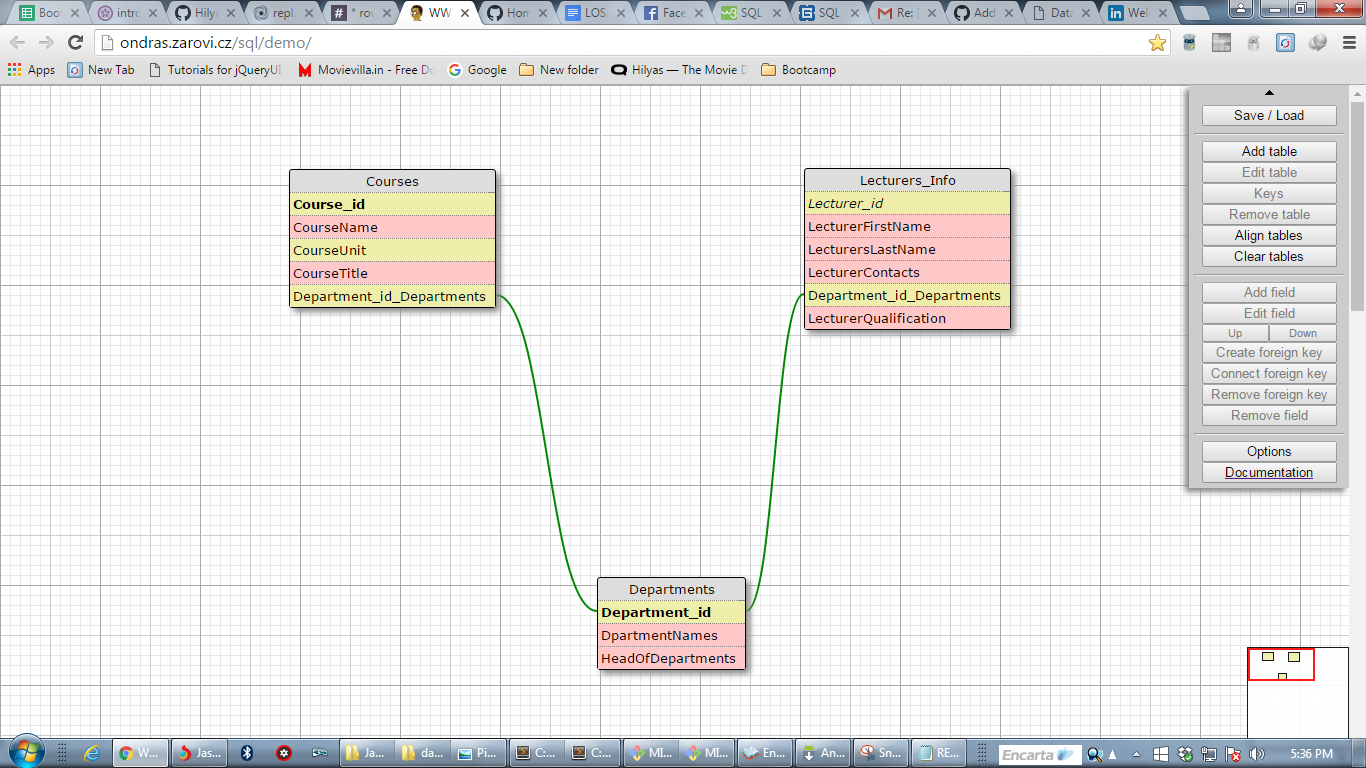 Boot intro Hilya repl. * row WW Hom LOS Face SQL SQL Re: Add Data Wel
ondras.zarovi.cz/sql/demo/
Apps New Tab Tutorials for jQueryUI Movievilla.in - Free Do Google New folder Hilyas — The Movie D Bootcamp
Save / Load
Add table
Edit table
Keys
Remove table
Align tables
Clear tables
Add field
Edit field
Up Down
Create foreign key
Connect foreign key
Remove foreign key
Remove field
Options
Documentation
Courses
Course_id
CourseName
CourseUnit
CourseTitle
Department_id_Departments
Lecturers_Info
Lecturer_id
LecturerFirstName
LecturersLastName
LecturerContacts
Department_id_Departments
LecturerQualification
Departments
Department_id
DpartmentNames
HeadOfDepartments
W... Jas... Ja... da... Pi... C:... C:... MI... MI... En... An... Sn... RE... Encarta 5:36 PM